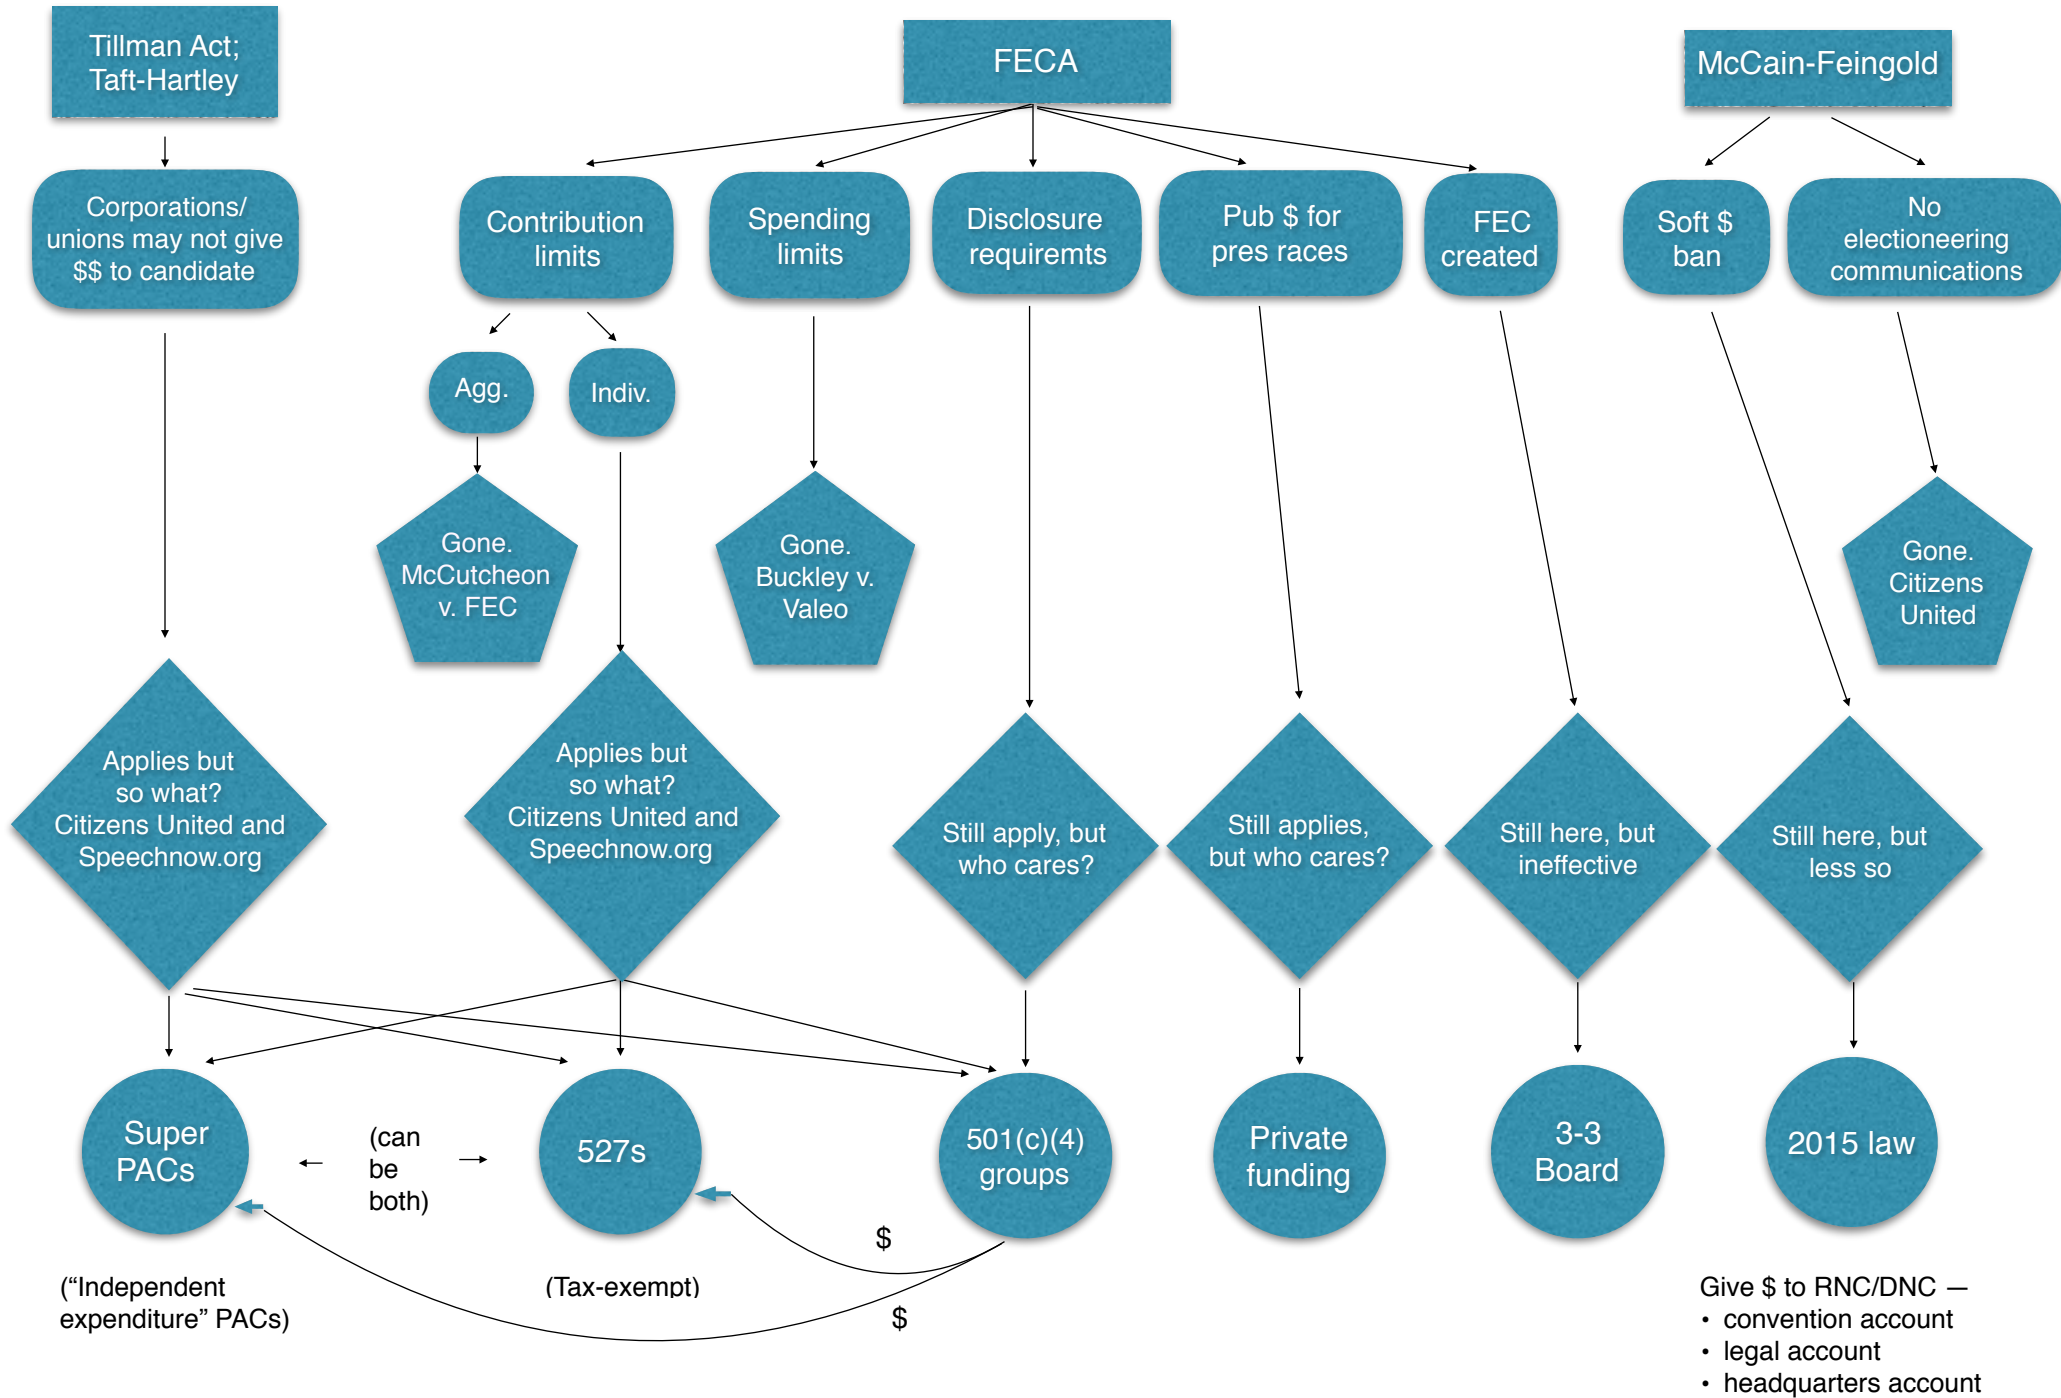 Tillman Act;
Taft-Hartley
FECA
McCain-Feingold
Corporations/
unions may not give
$$ to candidate
Contribution
limits
Spending
limits
Disclosure
requiremts
Pub $ for
pres races
FEC
created
Soft $
ban
No
electioneering
communications
Agg.
Indiv.
Gone.
McCutcheon
v. FEC
Gone.
Buckley v.
Valeo
Gone.
Citizens
United
Applies but
so what?
Citizens United and
Speechnow.org
Applies but
so what?
Citizens United and
Speechnow.org
Still apply, but
who cares?
Still applies,
but who cares?
Still here, but
ineffective
Still here, but
less so
Super
PACs
(can
be
both)
527s
501(c)(4)
groups
Private
funding
3-3
Board
2015 law
$
$
(“Independent
expenditure” PACs)
(Tax-exempt)
Give $ to RNC/DNC —
• convention account
• legal account
• headquarters account